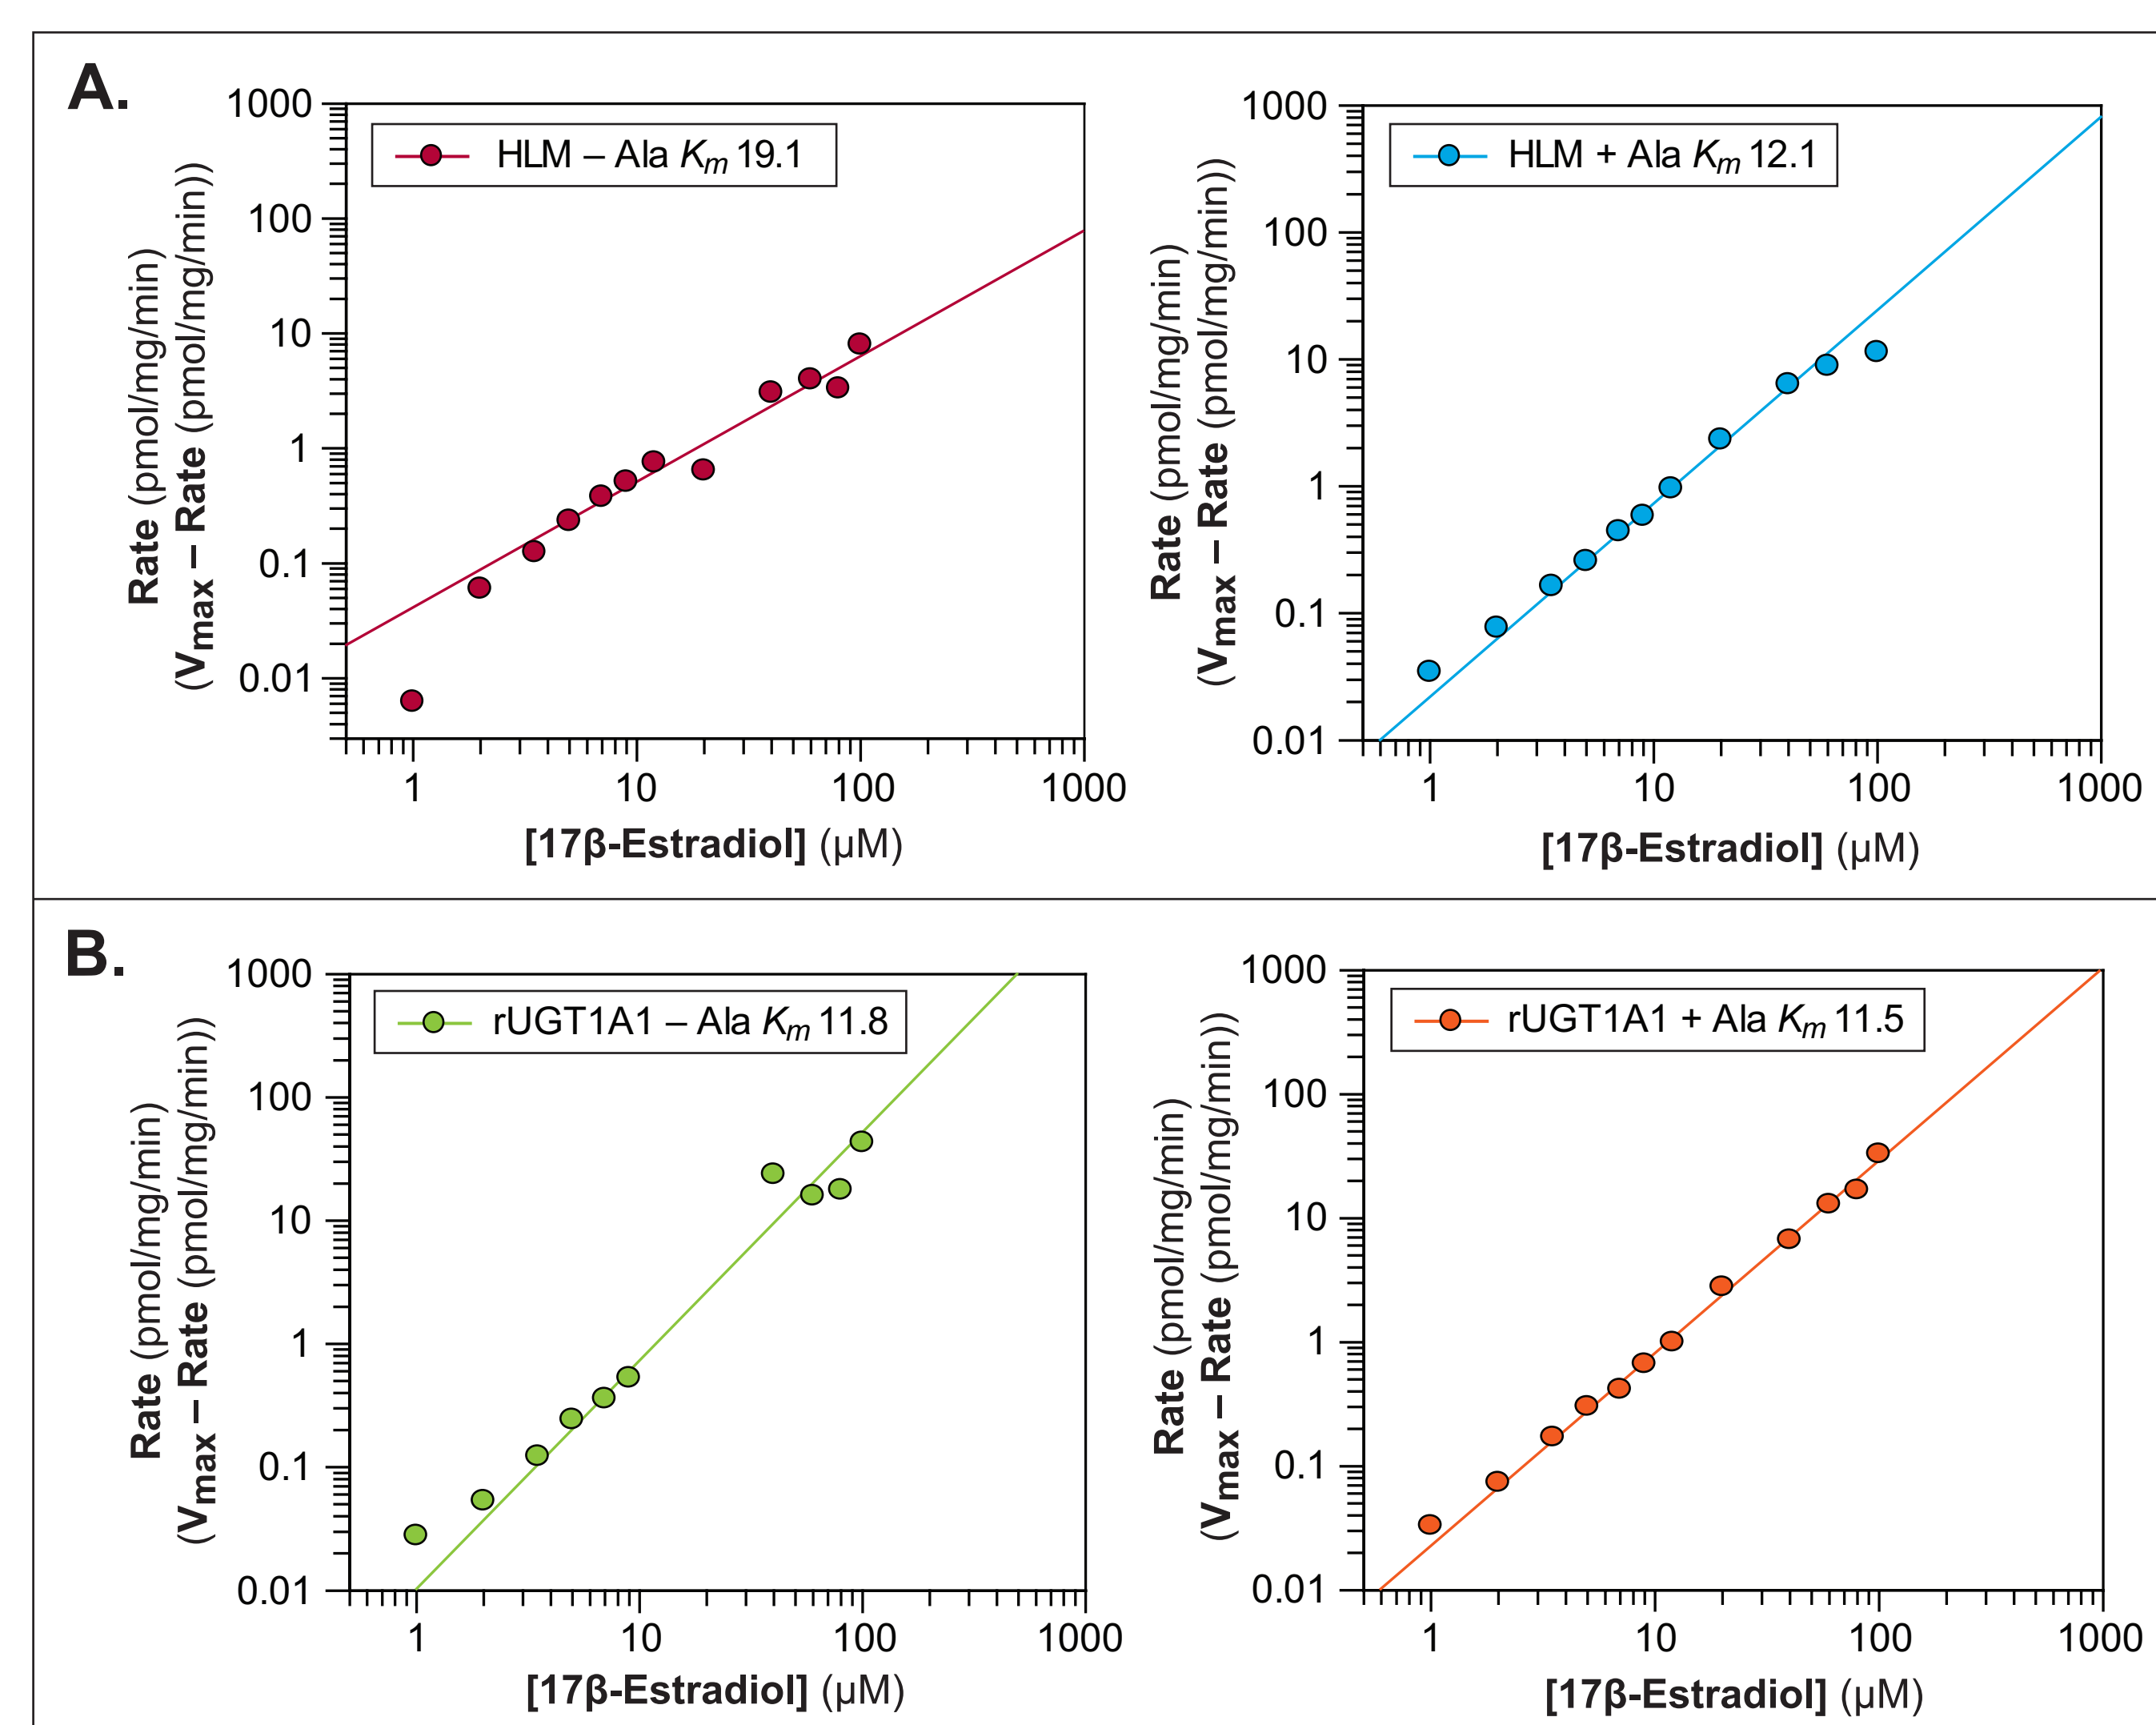 A.
HLM – Ala Km 19.1
Rate (pmol/mg/min)
(Vmax – Rate (pmol/mg/min))
1000
100
10
1
0.1
0.01
1 10 100 1000
[17β-Estradiol] (µM)
HLM + Ala Km 12.1
Rate (pmol/mg/min)
(Vmax – Rate (pmol/mg/min))
1000
100
10
1
0.1
0.01
1 10 100 1000
[17β-Estradiol] (µM)
B.
rUGT1A1 – Ala Km 11.8
Rate (pmol/mg/min)
(Vmax – Rate (pmol/mg/min))
1000
100
10
1
0.1
0.01
1 10 100 1000
[17β-Estradiol] (µM)
rUGT1A1 + Ala Km 11.5
Rate (pmol/mg/min)
(Vmax – Rate (pmol/mg/min))
1000
100
10
1
0.1
0.01
1 10 100 1000
[17β-Estradiol] (µM)